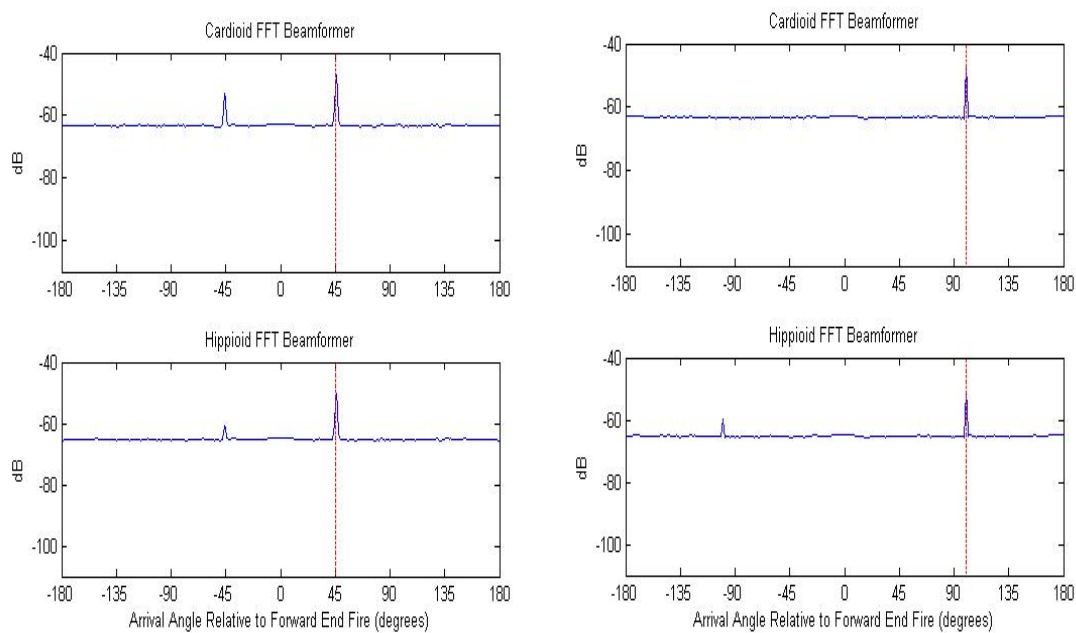 Cardioid FFT Beamformer
-40
-60
-80
-100
dB
-180 -135 -90 -45 0 45 90 135 180
Hippioid FFT Beamformer
-40
-60
-80
-100
dB
-180 -135 -90 -45 0 45 90 135 180
Arrival Angle Relative to Forward End Fire (degrees)
Cardioid FFT Beamformer
-40
-60
-80
-100
dB
-180 -135 -90 -45 0 45 90 135 180
Hippioid FFT Beamformer
-40
-60
-80
-100
dB
-180 -135 -90 -45 0 45 90 135 180
Arrival Angle Relative to Forward End Fire (degrees)